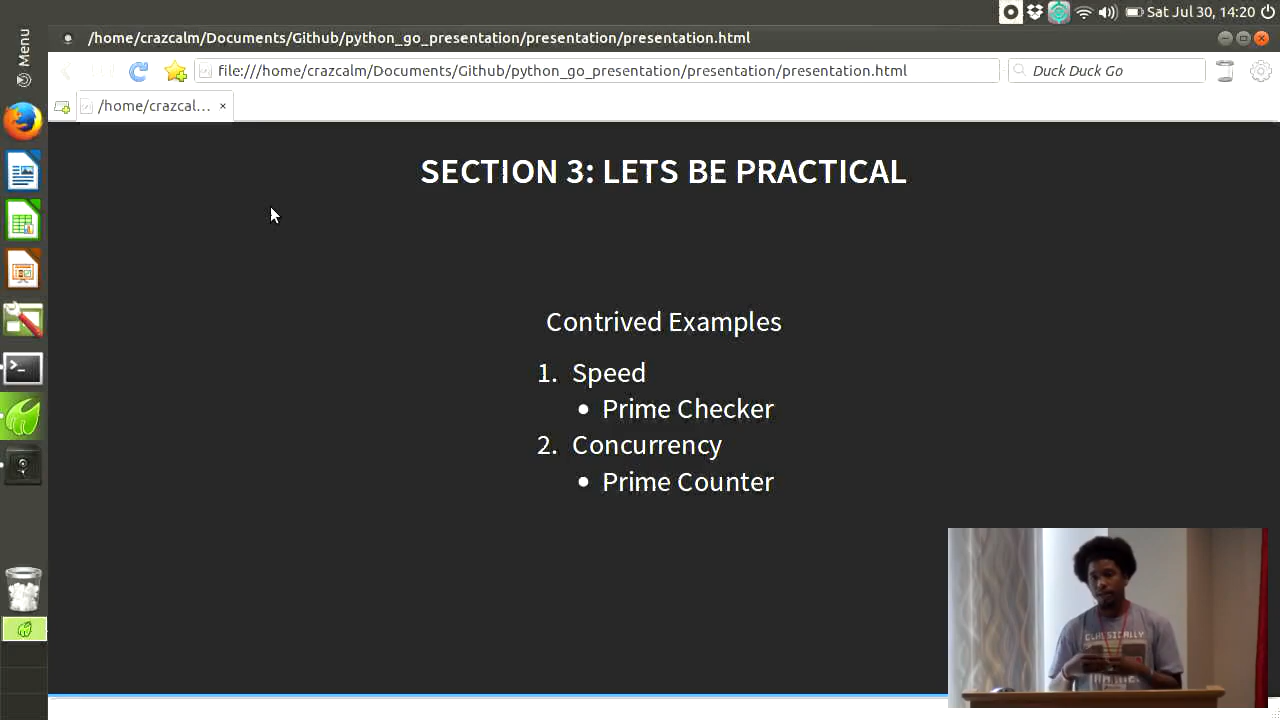 Menu
Sat Jul 30, 14:20
/home/crazcalm/Documents/Github/python_go_presentation/presentation/presentation.html
file:///home/crazcalm/Documents/Github/python_go_presentation/presentation/presentation.html
Duck Duck Go
/home/crazcal... ×
SECTION 3: LETS BE PRACTICAL
Contrived Examples
1. Speed
• Prime Checker
2. Concurrency
• Prime Counter
CLASSICALLY